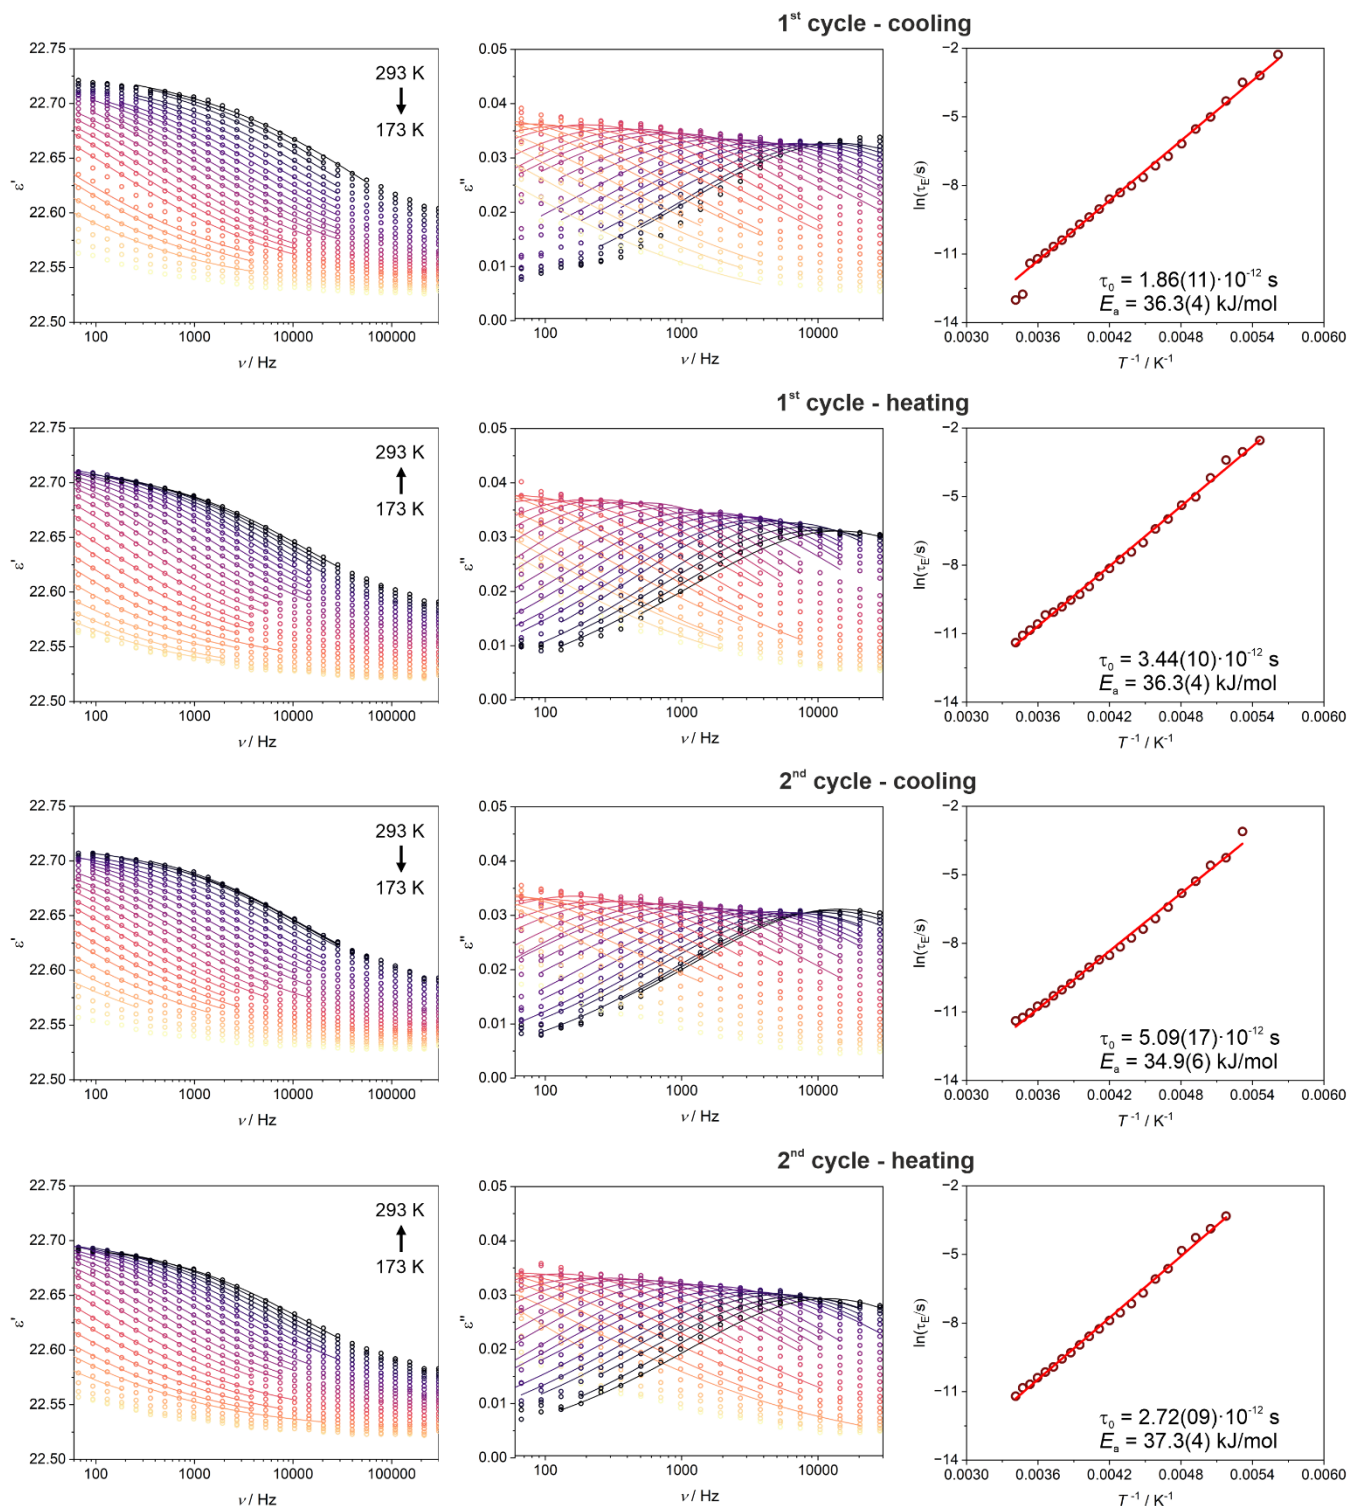 1st cycle - cooling
22.75
22.70
22.65
22.60
22.55
22.50
ε'
293 K
173 K
100
1000
10000
100000
ν / Hz
0.05
0.04
0.03
0.02
0.01
0.00
ε''
100
1000
10000
ν / Hz
−2
−5
−8
−11
−14
ln(τE/s)
τ0 = 1.86(11)·10-12 s
Ea = 36.3(4) kJ/mol
0.0030
0.0036
0.0042
0.0048
0.0054
0.0060
T -1 / K-1
1st cycle - heating
22.75
22.70
22.65
22.60
22.55
22.50
ε'
293 K
173 K
100
1000
10000
100000
ν / Hz
0.05
0.04
0.03
0.02
0.01
0.00
ε''
100
1000
10000
ν / Hz
−2
−5
−8
−11
−14
ln(τE/s)
τ0 = 3.44(10)·10-12 s
Ea = 36.3(4) kJ/mol
0.0030
0.0036
0.0042
0.0048
0.0054
0.0060
T -1 / K-1
2nd cycle - cooling
22.75
22.70
22.65
22.60
22.55
22.50
ε'
293 K
173 K
100
1000
10000
100000
ν / Hz
0.05
0.04
0.03
0.02
0.01
0.00
ε''
100
1000
10000
ν / Hz
−2
−5
−8
−11
−14
ln(τE/s)
τ0 = 5.09(17)·10-12 s
Ea = 34.9(6) kJ/mol
0.0030
0.0036
0.0042
0.0048
0.0054
0.0060
T -1 / K-1
2nd cycle - heating
22.75
22.70
22.65
22.60
22.55
22.50
ε'
293 K
173 K
100
1000
10000
100000
ν / Hz
0.05
0.04
0.03
0.02
0.01
0.00
ε''
100
1000
10000
ν / Hz
−2
−5
−8
−11
−14
ln(τE/s)
τ0 = 2.72(09)·10-12 s
Ea = 37.3(4) kJ/mol
0.0030
0.0036
0.0042
0.0048
0.0054
0.0060
T -1 / K-1